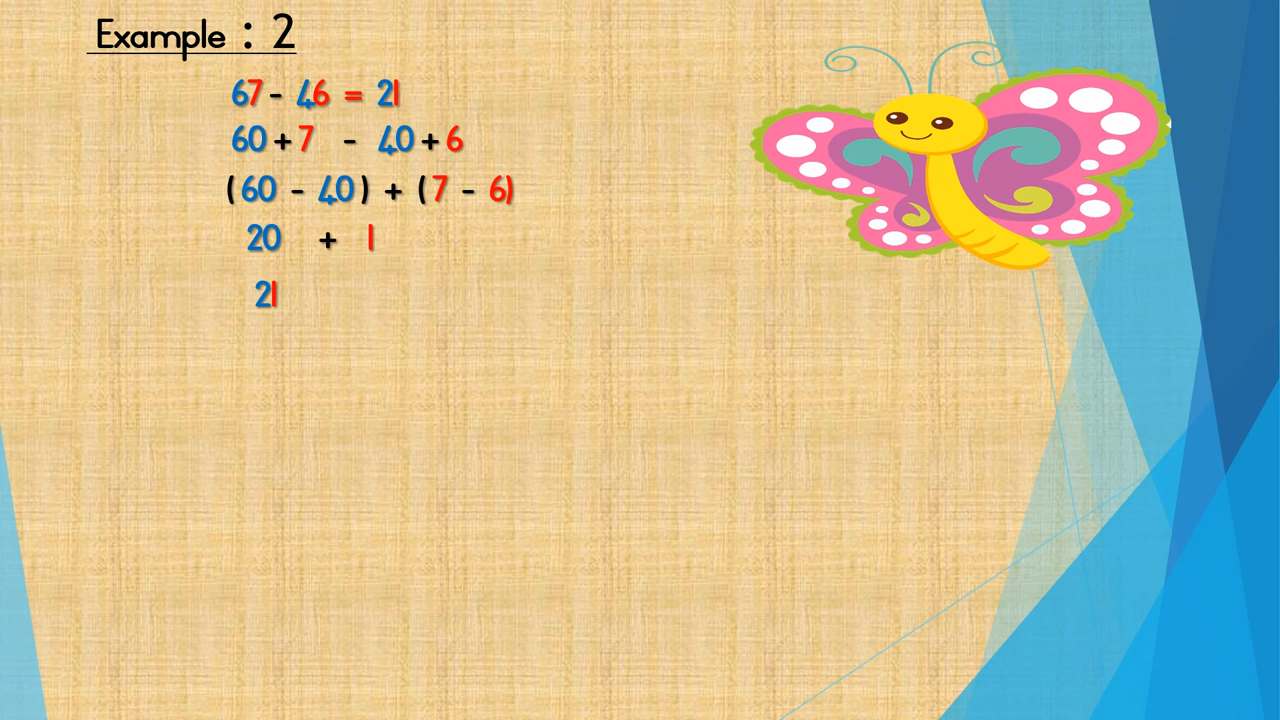 Example : 2
67 - 46 = 21
60 + 7 - 40 + 6
(60 - 40) + (7 - 6)
20 + 1
21